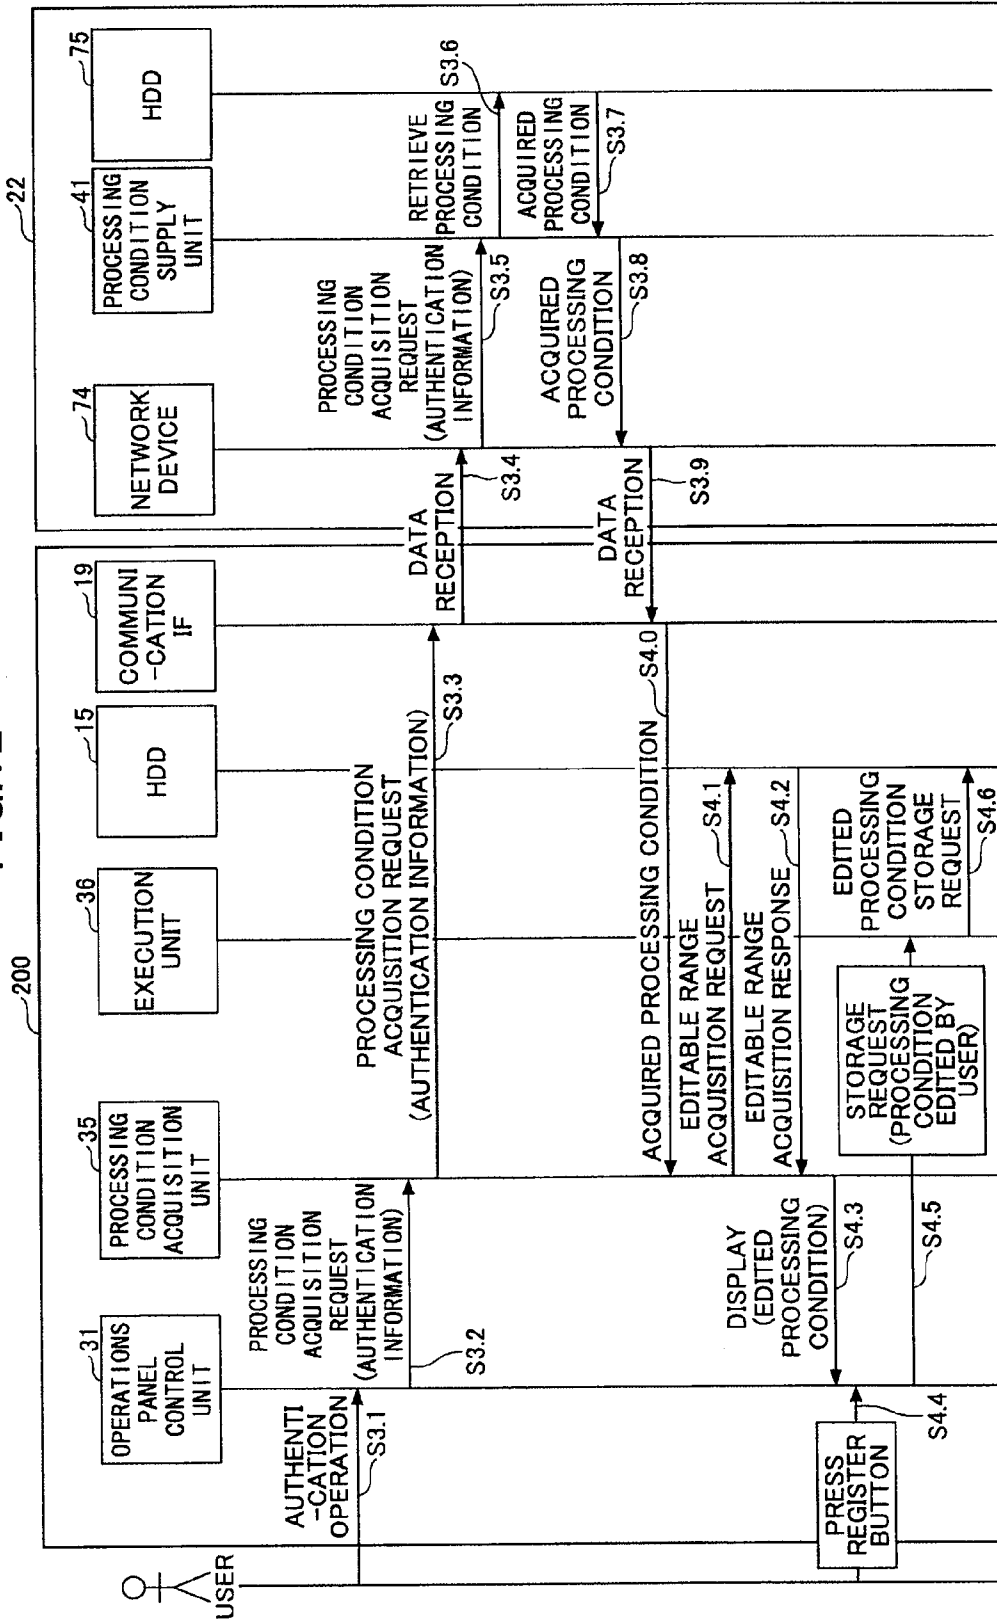 200
22
31
OPERATIONS
PANEL
CONTROL
UNIT
35
PROCESSING
CONDITION
ACQUISITION
UNIT
36
EXECUTION
UNIT
15
HDD
19
COMMUNI
-CATION
IF
74
NETWORK
DEVICE
41
PROCESSING
CONDITION
SUPPLY
UNIT
75
HDD
USER
AUTHENTI
-CATION
OPERATION
S3.1
PROCESSING
CONDITION
ACQUISITION
REQUEST
(AUTHENTICATION
INFORMATION)
S3.2
PROCESSING CONDITION
ACQUISITION REQUEST
(AUTHENTICATION INFORMATION)
S3.3
DATA
RECEPTION
S3.4
PROCESSING
CONDITION
ACQUISITION
REQUEST
(AUTHENTICATION
INFORMATION)
S3.5
RETRIEVE
PROCESSING
CONDITION
S3.6
ACQUIRED
PROCESSING
CONDITION
S3.7
ACQUIRED
PROCESSING
CONDITION
S3.8
DATA
RECEPTION
S3.9
ACQUIRED PROCESSING CONDITION
S4.0
EDITABLE RANGE
ACQUISITION REQUEST
S4.1
EDITABLE RANGE
ACQUISITION RESPONSE
S4.2
DISPLAY
(EDITED
PROCESSING
CONDITION)
S4.3
PRESS
REGISTER
BUTTON
S4.4
STORAGE
REQUEST
(PROCESSING
CONDITION
EDITED BY
USER)
S4.5
EDITED
PROCESSING
CONDITION
STORAGE
REQUEST
S4.6